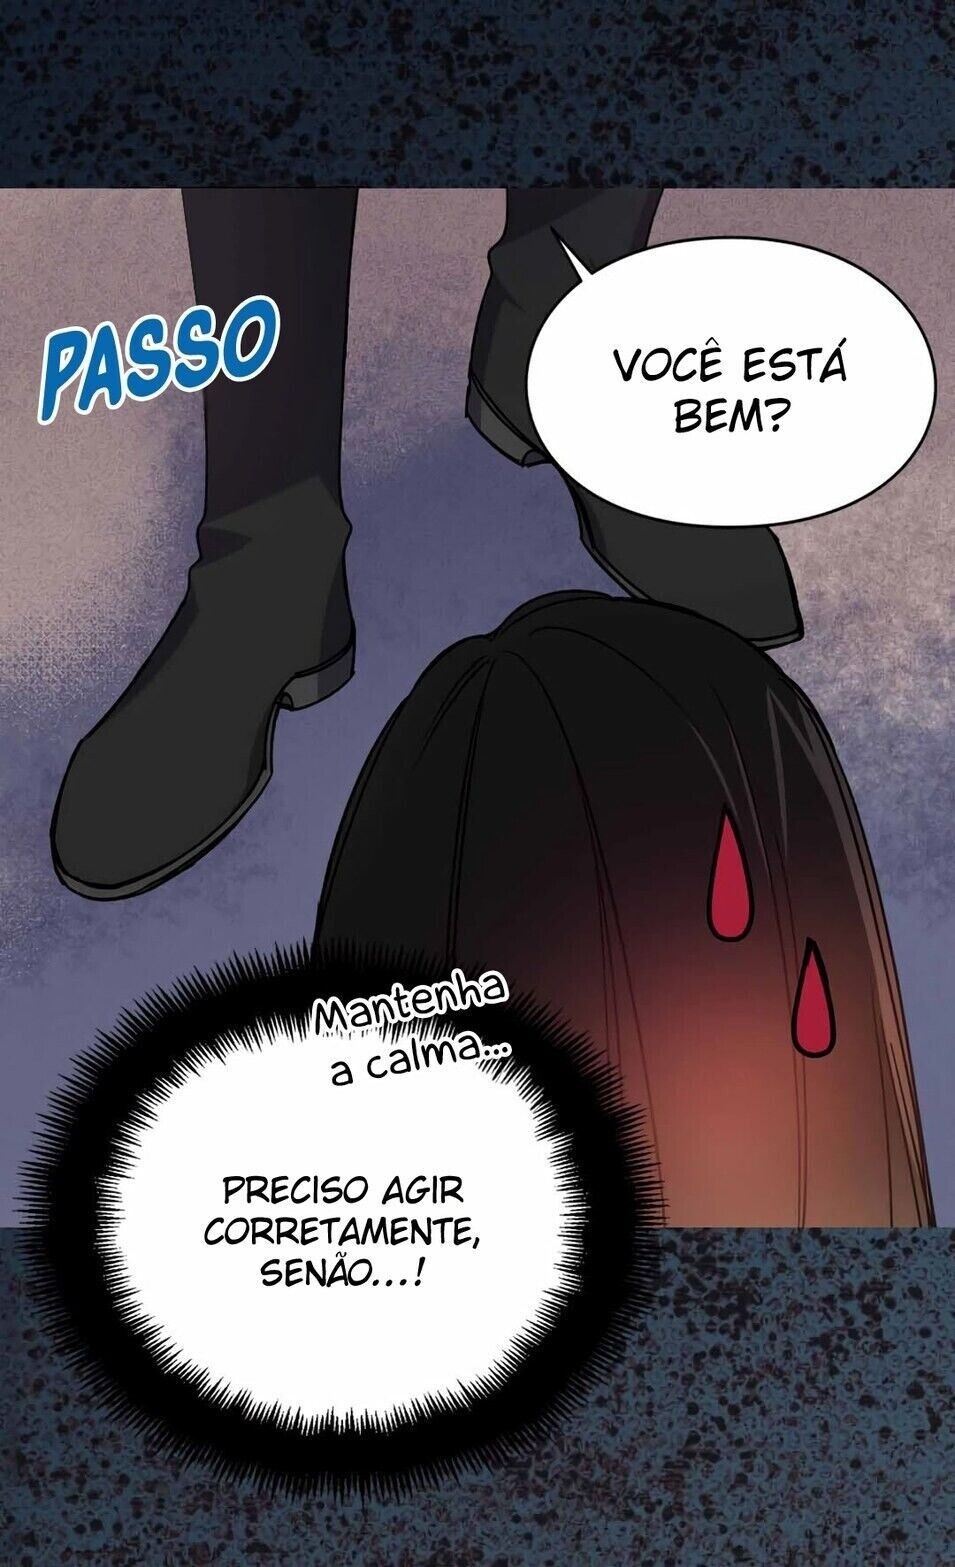 PASSO
VOCÊ ESTÁ
BEM?
Mantenha
a calma...
PRECISO AGIR
CORRETAMENTE,
SENÃO...!